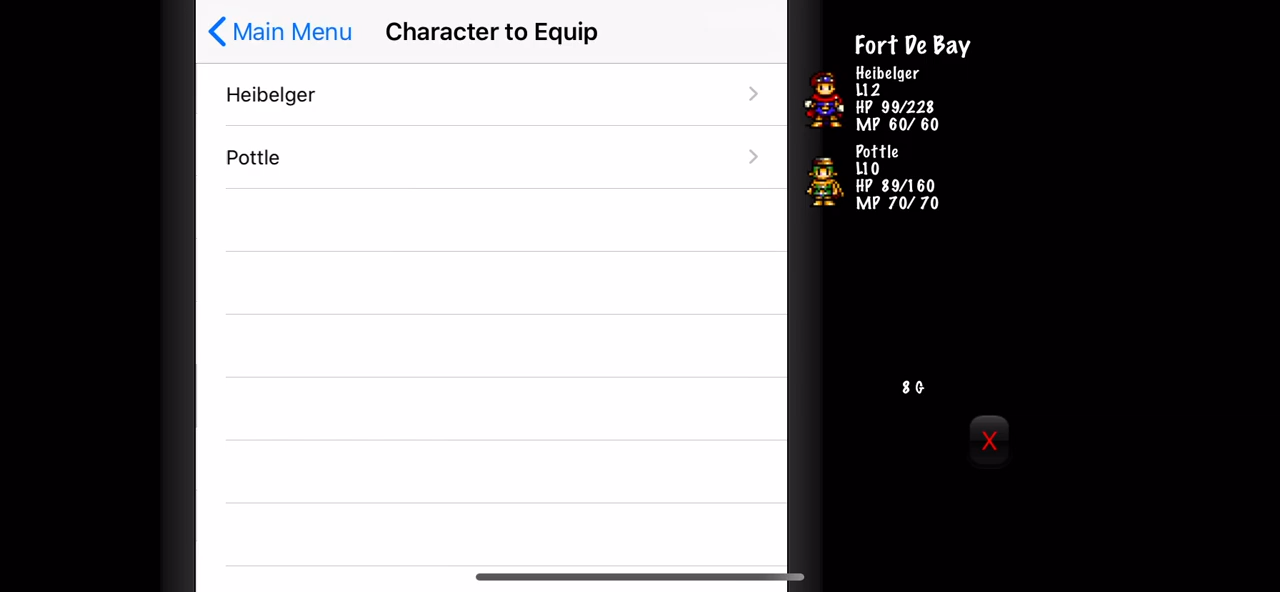 Main Menu
Character to Equip
Heibelger
Pottle
Fort De Bay
Heibelger
L12
HP 99/228
MP 60/ 60
Pottle
L10
HP 89/160
MP 70/ 70
8 G
X